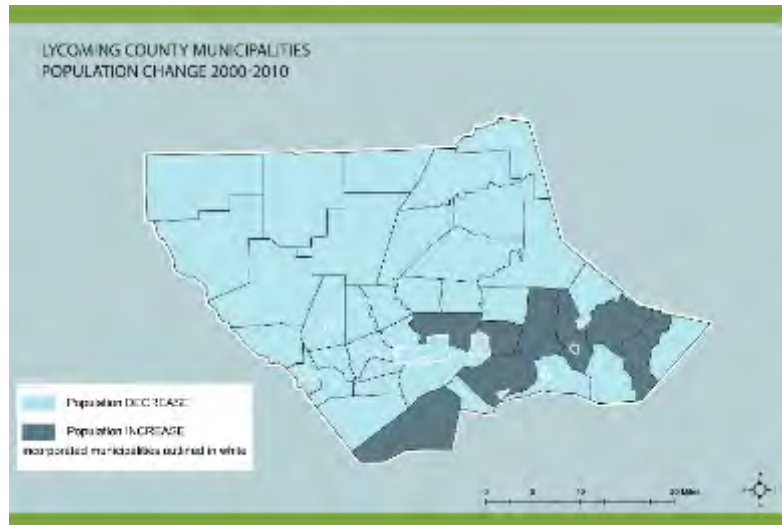 LYCOMING COUNTY MUNICIPALITIES
POPULATION CHANGE 2000-2010
Population DECREASE
Population INCREASE
incorporated municipalities outlined in white
0 5 10 20 Miles